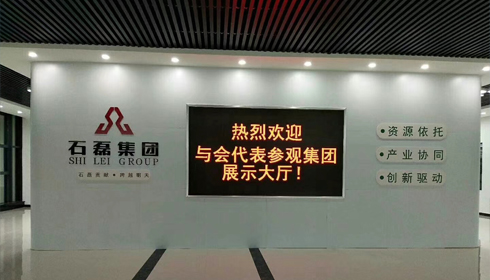 石磊集团
SHI LEI GROUP
热烈欢迎
与会代表参观集团
展示大厅！
资源依托
产业协同
创新驱动